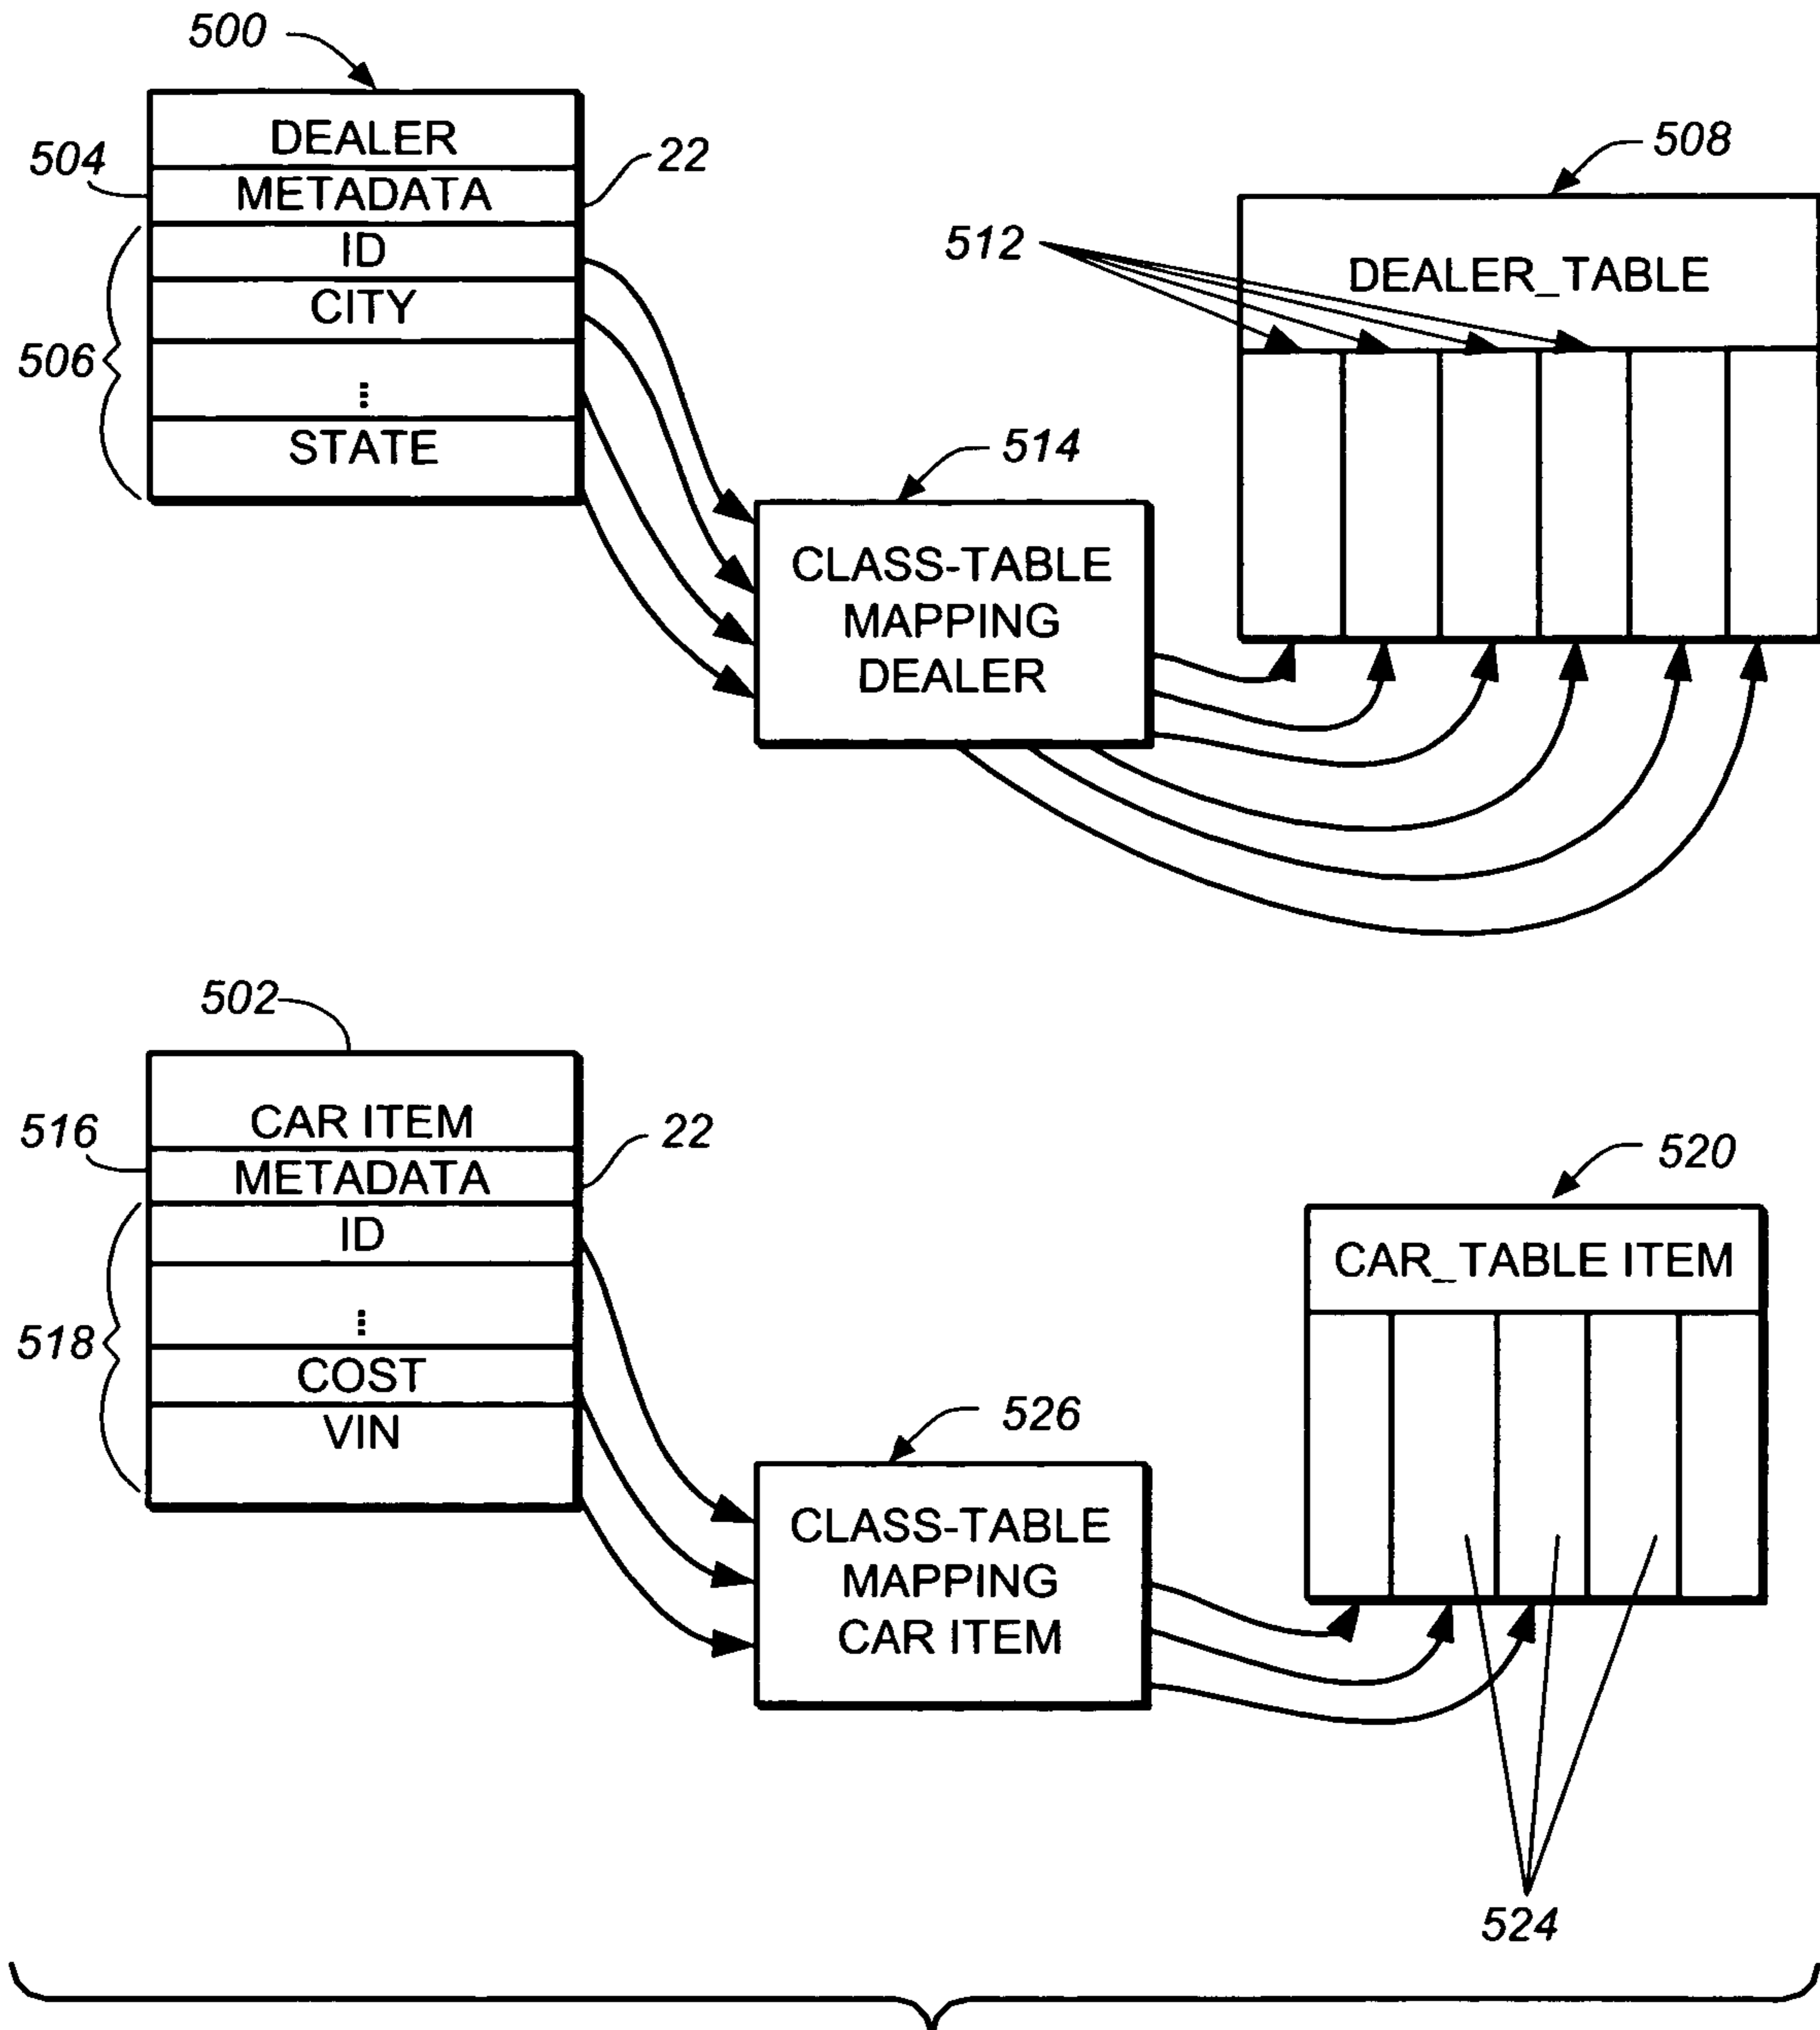 500
DEALER
504
METADATA
22
ID
CITY
...
506
STATE
508
512
DEALER_TABLE
514
CLASS-TABLE
MAPPING
DEALER
502
CAR ITEM
516
METADATA
22
ID
...
518
COST
VIN
520
CAR_TABLE ITEM
526
CLASS-TABLE
MAPPING
CAR ITEM
524